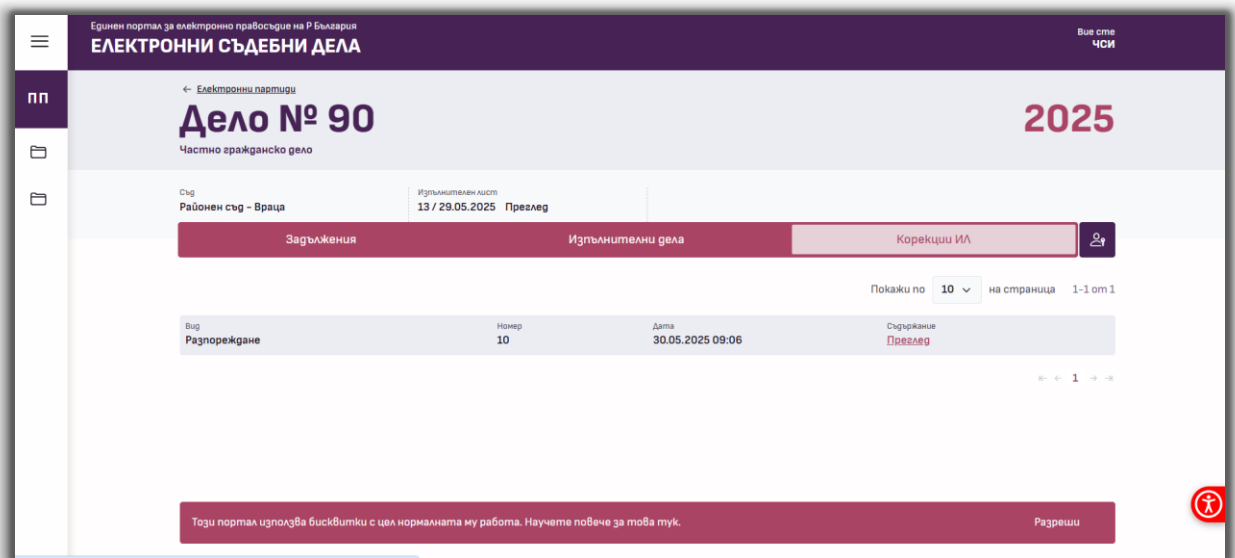 Единен портал за електронно правосъдие на Р България
ЕЛЕКТРОННИ СЪДЕБНИ ДЕЛА
Вие сте
ЧСИ
ПП
← Електронни партиди
Дело № 90
2025
Частно гражданско дело
Съд
Районен съд - Враца
Изпълнителен лист
13 / 29.05.2025 Преглед
Задължения
Изпълнителни дела
Корекции ИЛ
Покажи по 10 на страница 1-1 от 1
Вид
Разпореждане
Номер
10
Дата
30.05.2025 09:06
Съдържание
Преглед
1
Този портал използва бисквитки с цел нормалната му работа. Научете повече за това тук.
Разреши